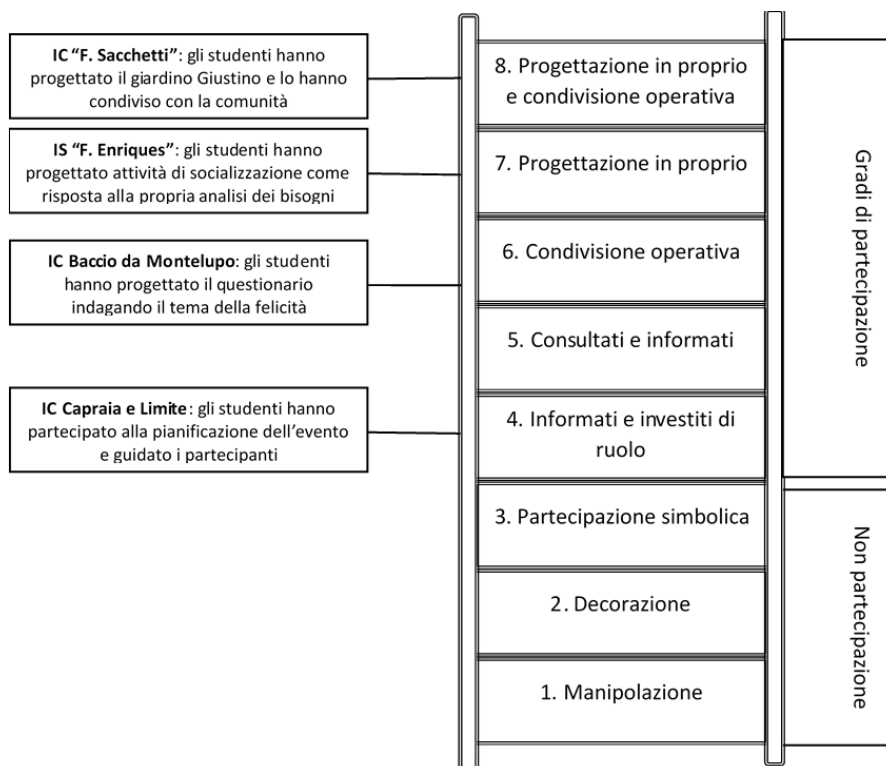 IC “F. Sacchetti”: gli studenti hanno
progettato il giardino Giustino e lo hanno
condiviso con la comunità
IS “F. Enriques”: gli studenti hanno
progettato attività di socializzazione come
risposta alla propria analisi dei bisogni
IC Baccio da Montelupo: gli studenti
hanno progettato il questionario
indagando il tema della felicità
IC Capraia e Limite: gli studenti hanno
partecipato alla pianificazione dell’evento
e guidato i partecipanti
8. Progettazione in proprio
e condivisione operativa
7. Progettazione in proprio
6. Condivisione operativa
5. Consultati e informati
4. Informati e investiti di
ruolo
3. Partecipazione simbolica
2. Decorazione
1. Manipolazione
Gradi di partecipazione
Non partecipazione